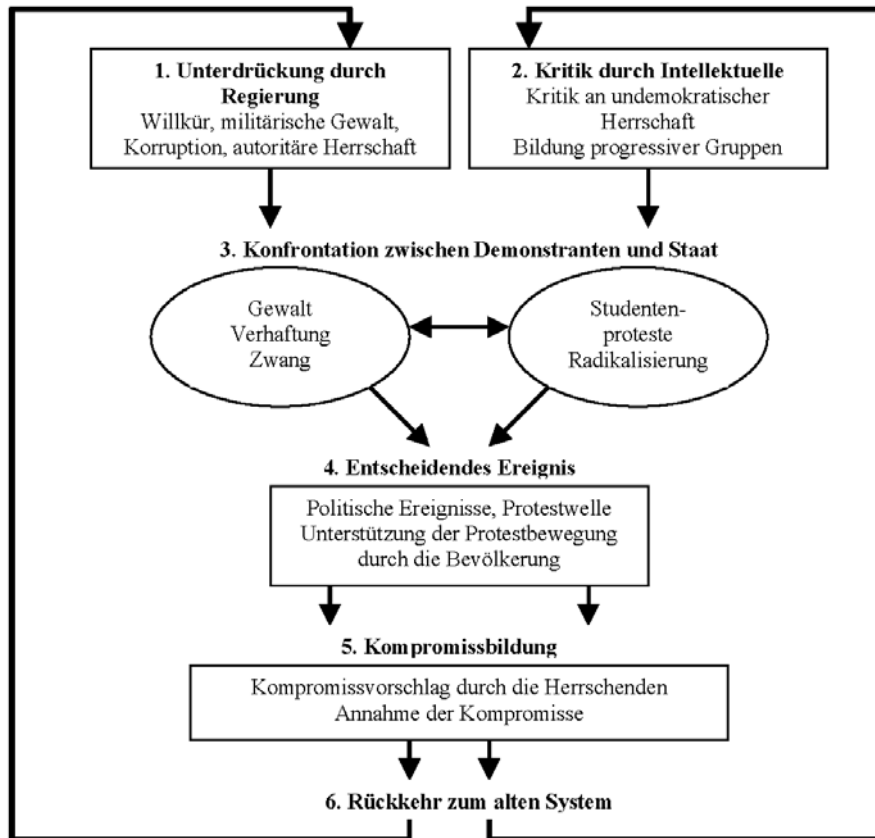 1. Unterdrückung durch
Regierung
Willkür, militärische Gewalt,
Korruption, autoritäre Herrschaft
2. Kritik durch Intellektuelle
Kritik an undemokratischer
Herrschaft
Bildung progressiver Gruppen
3. Konfrontation zwischen Demonstranten und Staat
Gewalt
Verhaftung
Zwang
Studenten-
proteste
Radikalisierung
4. Entscheidendes Ereignis
Politische Ereignisse, Protestwelle
Unterstützung der Protestbewegung
durch die Bevölkerung
5. Kompromissbildung
Kompromissvorschlag durch die Herrschenden
Annahme der Kompromisse
6. Rückkehr zum alten System